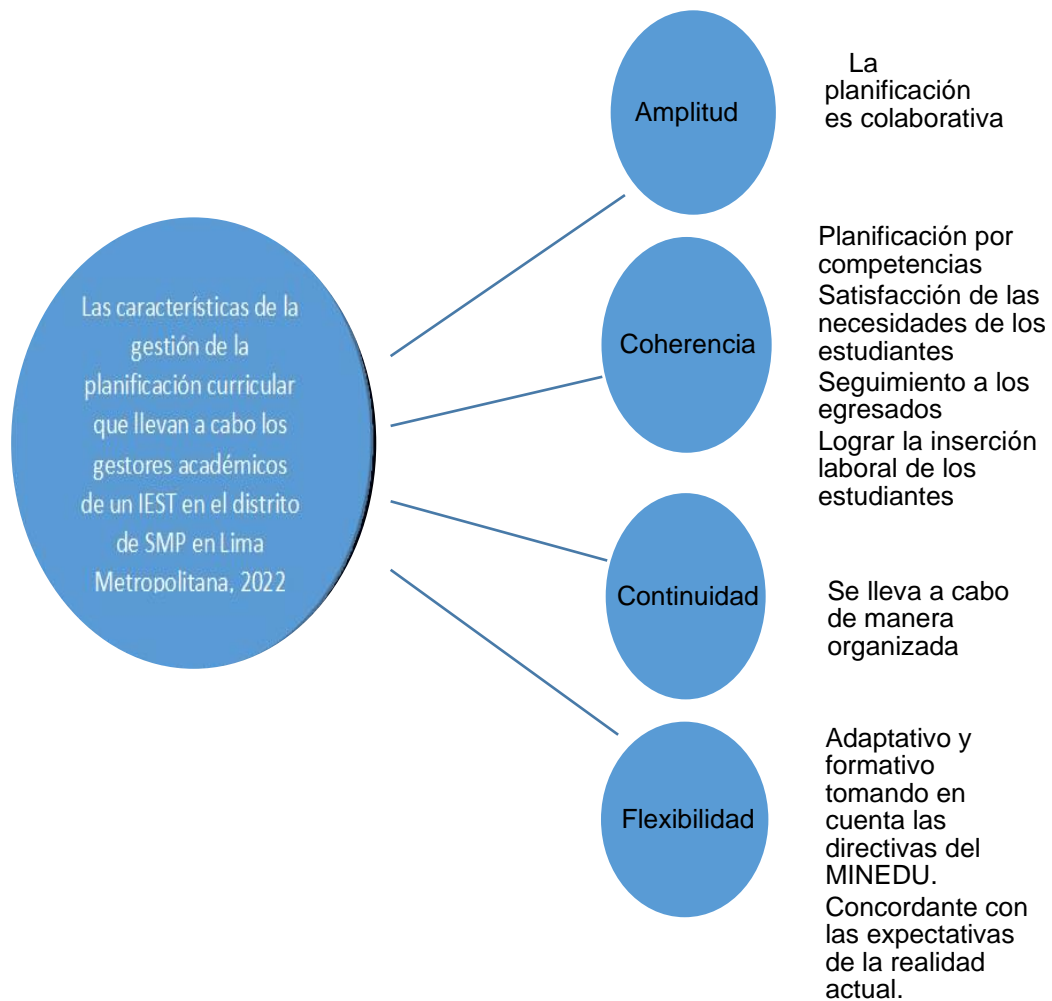 Las características de la
gestión de la
planificación curricular
que llevan a cabo los
gestores académicos
de un IEST en el distrito
de SMP en Lima
Metropolitana, 2022
Amplitud
La
planificación
es colaborativa
Coherencia
Planificación por
competencias
Satisfacción de las
necesidades de los
estudiantes
Seguimiento a los
egresados
Lograr la inserción
laboral de los
estudiantes
Continuidad
Se lleva a cabo
de manera
organizada
Flexibilidad
Adaptativo y
formativo
tomando en
cuenta las
directivas del
MINEDU.
Concordante con
las expectativas
de la realidad
actual.